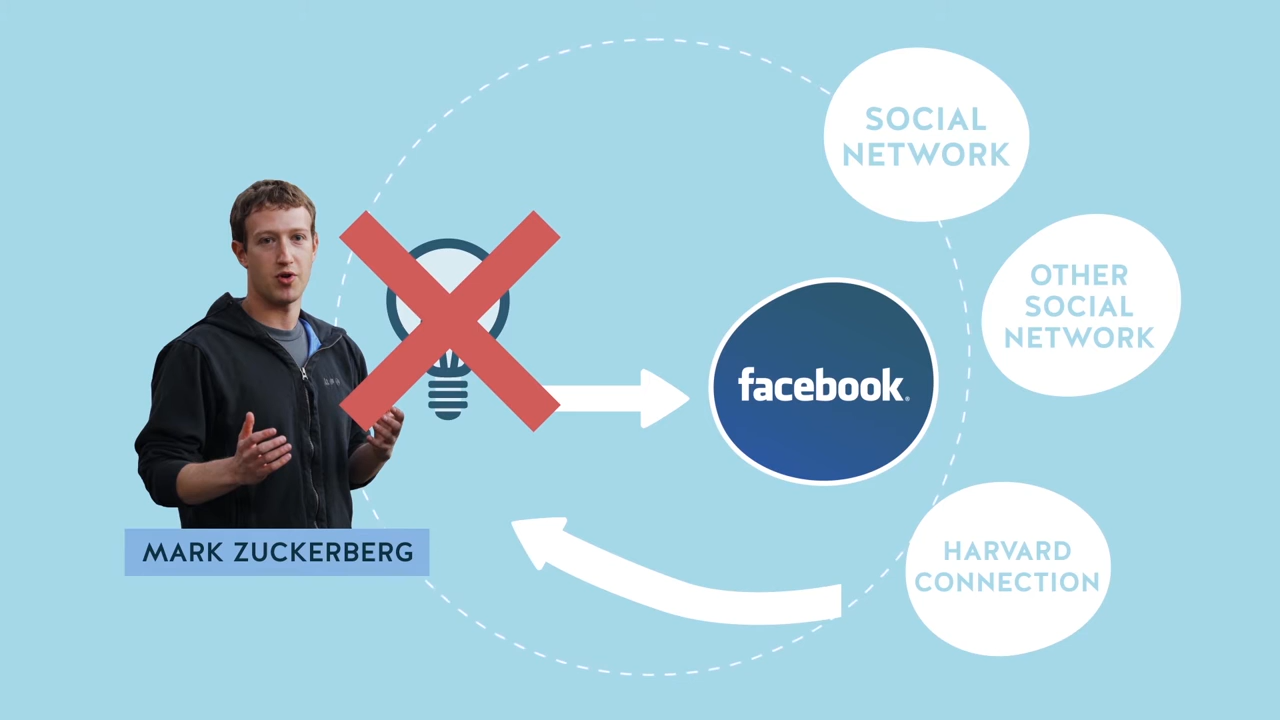 SOCIAL
NETWORK
OTHER
SOCIAL
NETWORK
facebook
HARVARD
CONNECTION
MARK ZUCKERBERG